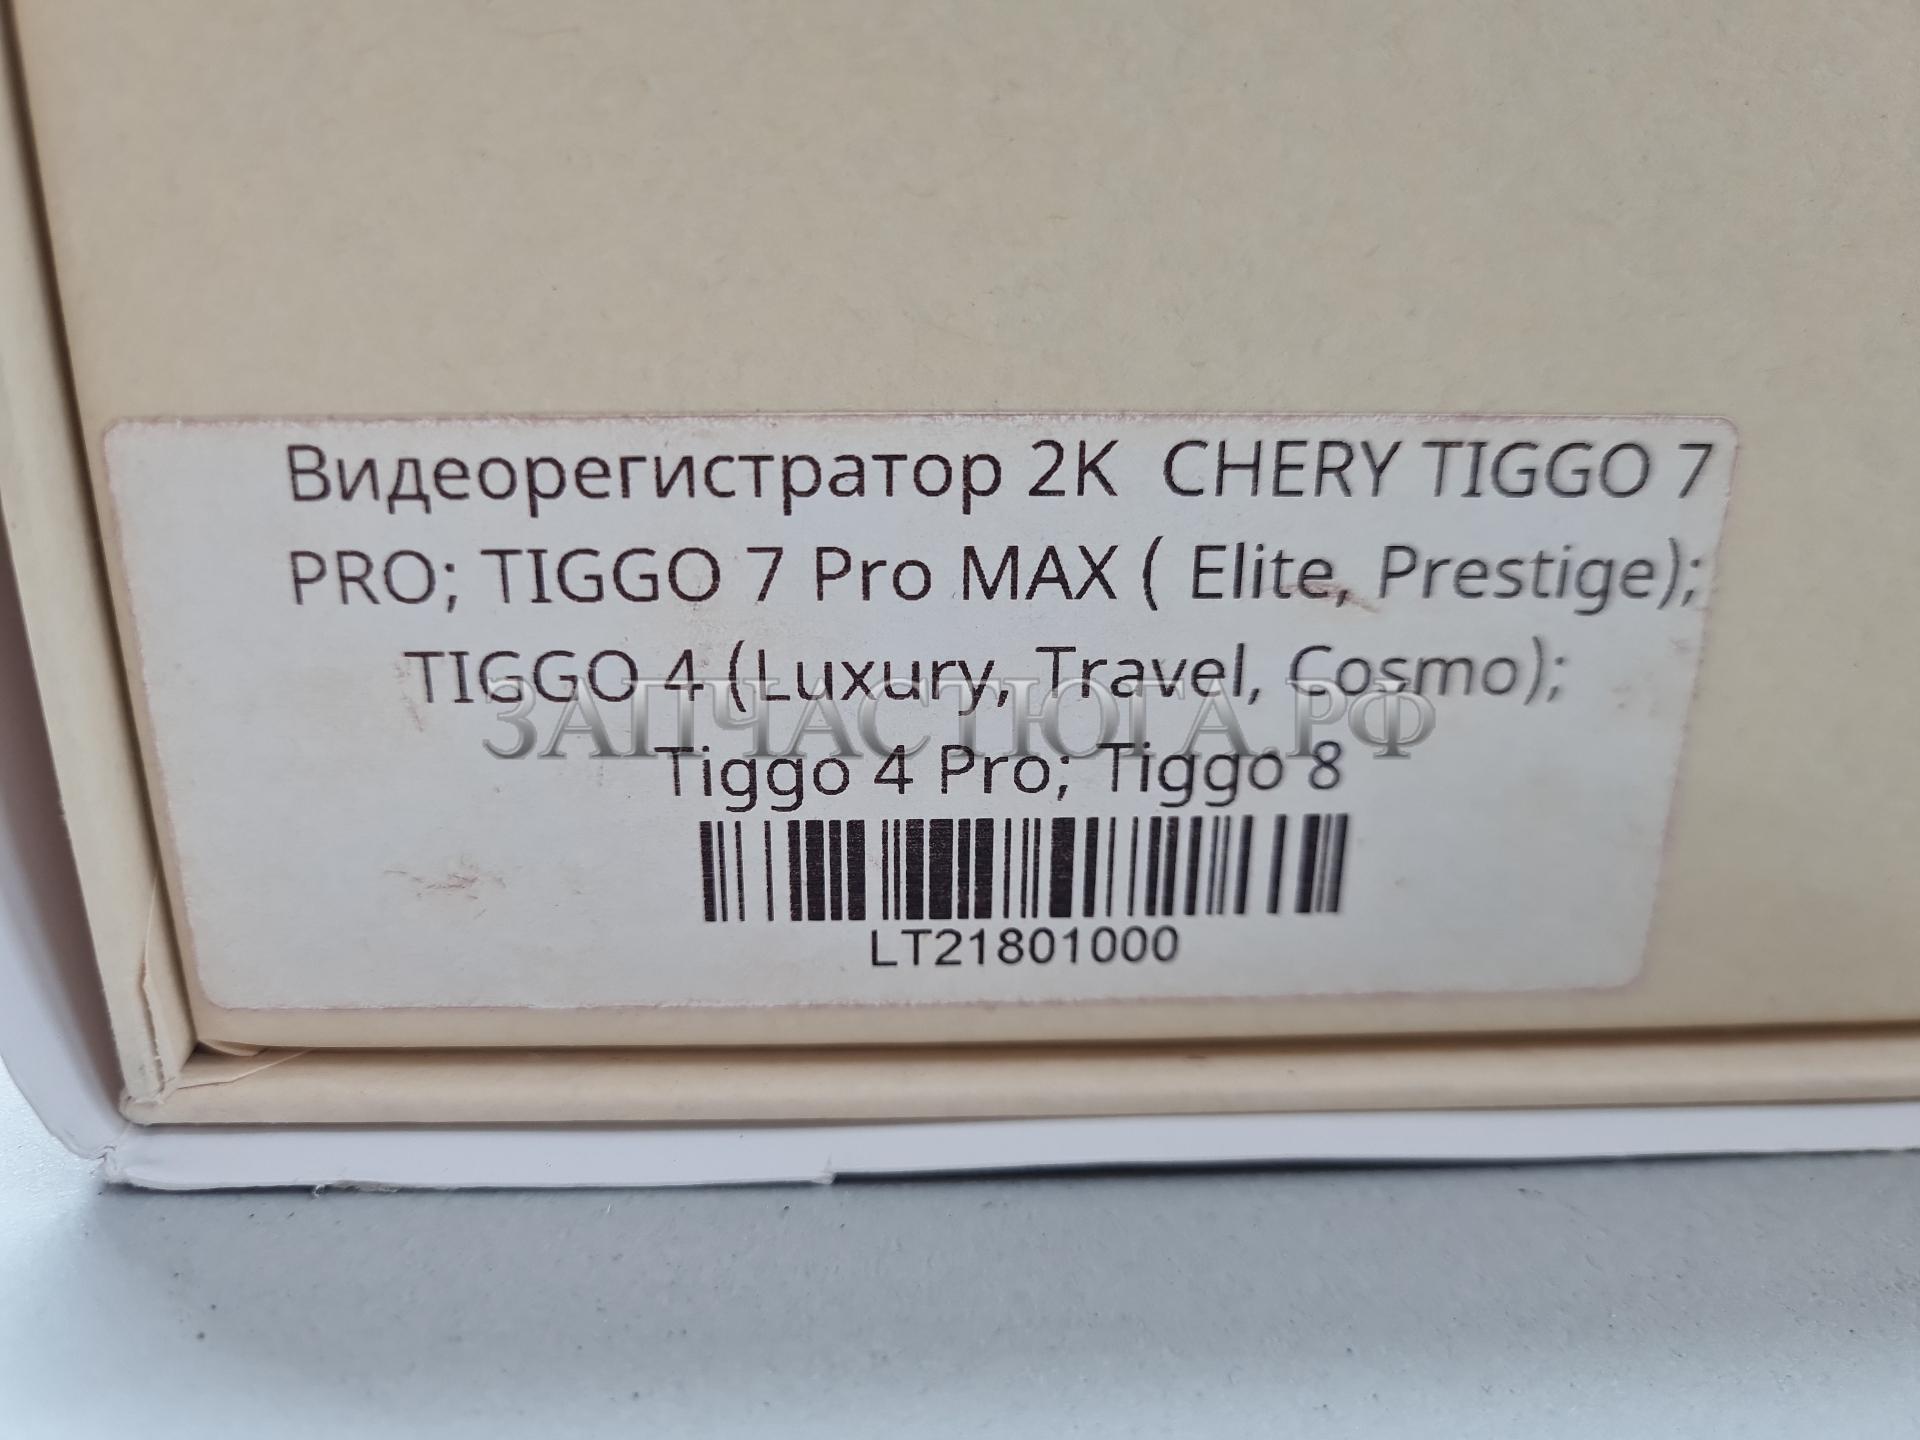 Видеорегистратор 2K CHERY TIGGO 7
PRO; TIGGO 7 Pro MAX ( Elite, Prestige);
TIGGO 4 (Luxury, Travel, Cosmo);
ЗАПЧАСТЮГА.РФ
Tiggo 4 Pro; Tiggo 8
LT21801000